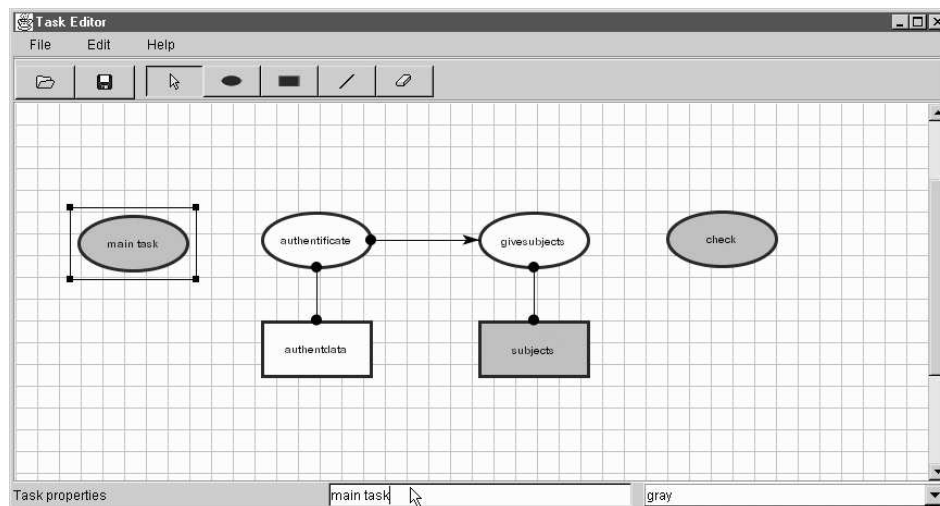 Task Editor
File Edit Help
main task
authentificate
givesubjects
check
authentdata
subjects
Task properties
main task
gray